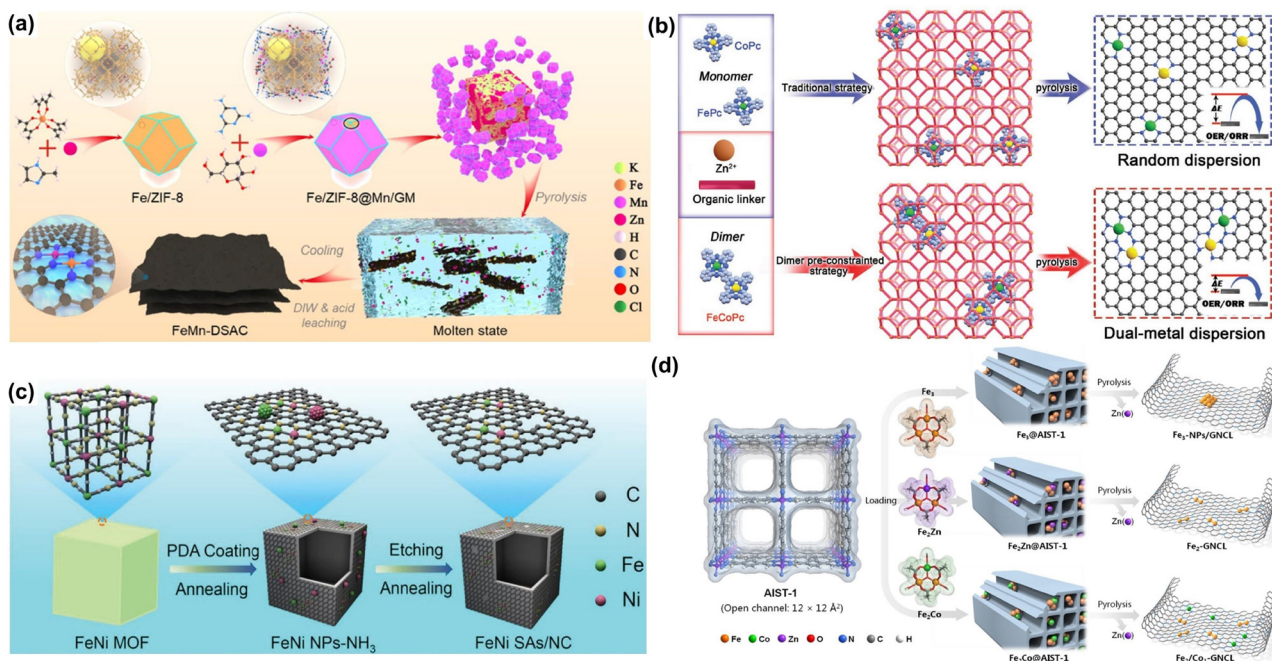 (a)
Fe/ZIF-8
Fe/ZIF-8@Mn/GM
Pyrolysis
K
Fe
Mn
Zn
H
C
N
O
Cl
Cooling
DIW & acid
leaching
FeMn-DSAC
Molten state
(b)
CoPc
Monomer
FePc
Zn²⁺
Organic linker
Dimer
FeCoPc
Traditional strategy
pyrolysis
ΔE
OER/ORR
Random dispersion
Dimer pre-constrainted
strategy
pyrolysis
ΔE
OER/ORR
Dual-metal dispersion
(c)
C
N
Fe
Ni
PDA Coating
Annealing
Etching
Annealing
FeNi MOF
FeNi NPs-NH₃
FeNi SAs/NC
(d)
AIST-1
(Open channel: 12 × 12 Å²)
Loading
Fe₃
Fe₃@AIST-1
Pyrolysis
Zn(●)
Fe₃-NPs/GNCL
Fe₂Zn
Fe₂Zn@AIST-1
Pyrolysis
Zn(●)
Fe₂-GNCL
Fe₂Co
Fe₂Co@AIST-1
Pyrolysis
Zn(●)
Fe₂/Co₁-GNCL
Fe
Co
Zn
O
N
C
H